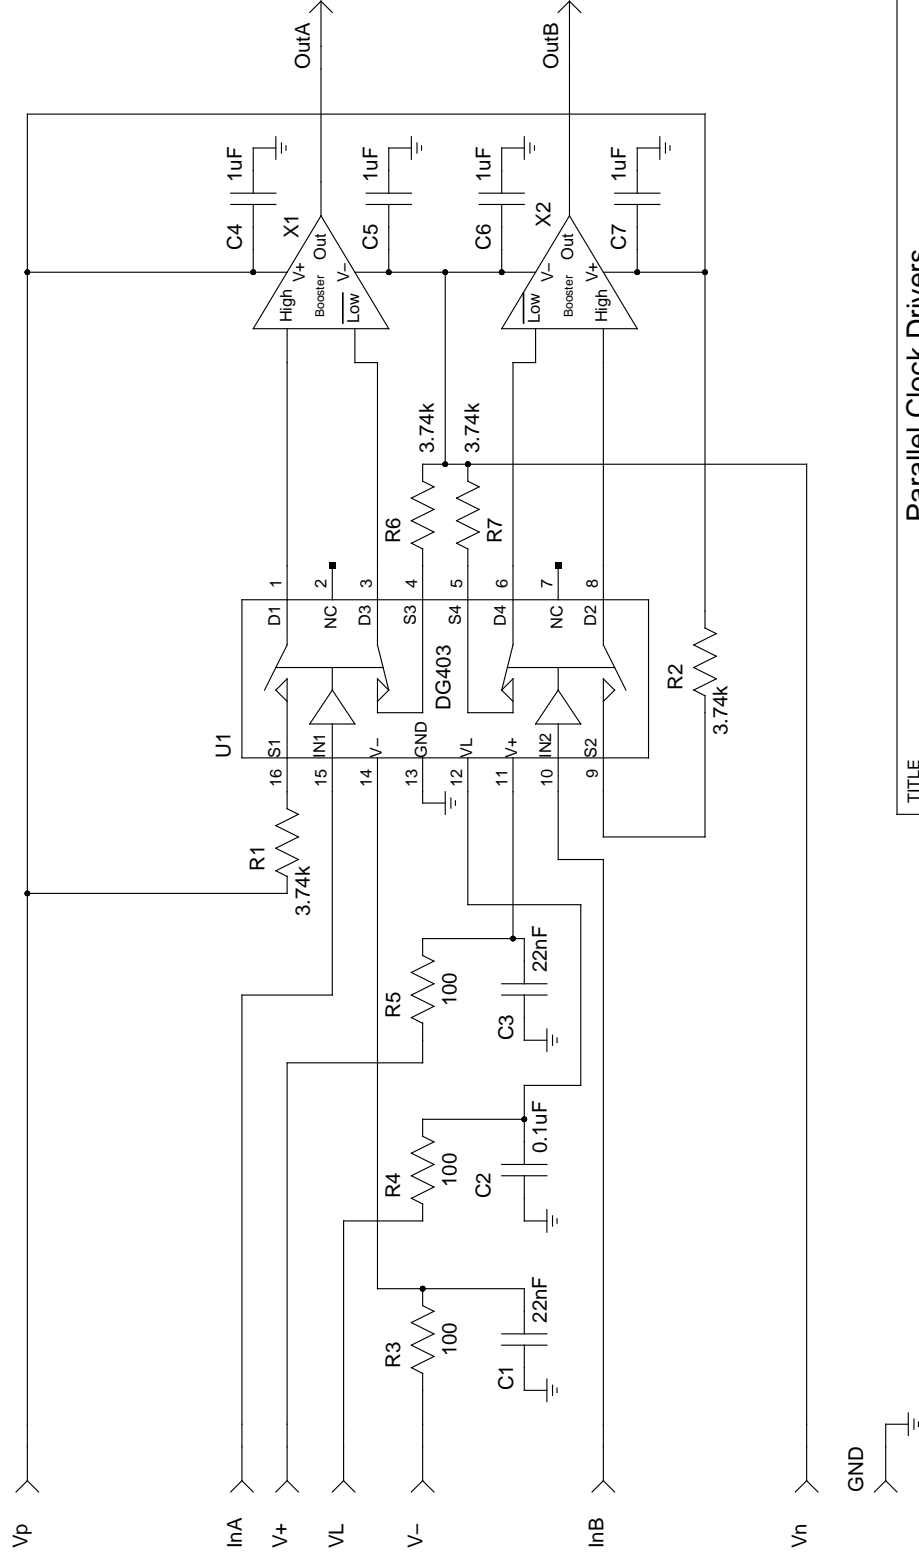 Vp
U1
InA
R1
3.74k
16 S1
D1 1
High
V+
C4
1uF
X1
OutA
V+
15 IN1
NC 2
Booster
Out
VL
14 V-
D3 3
Low
V-
C5
1uF
R3
100
R4
100
R5
100
V-
13 GND
S3 4
R6
3.74k
DG403
12 VL
S4 5
R7
3.74k
C1
22nF
C2
0.1uF
C3
22nF
11 V+
D4 6
Low
V-
C6
1uF
X2
OutB
10 IN2
NC 7
Booster
Out
InB
9 S2
D2 8
High
V+
C7
1uF
R2
3.74k
Vn
GND
TITLE
Parallel Clock Drivers